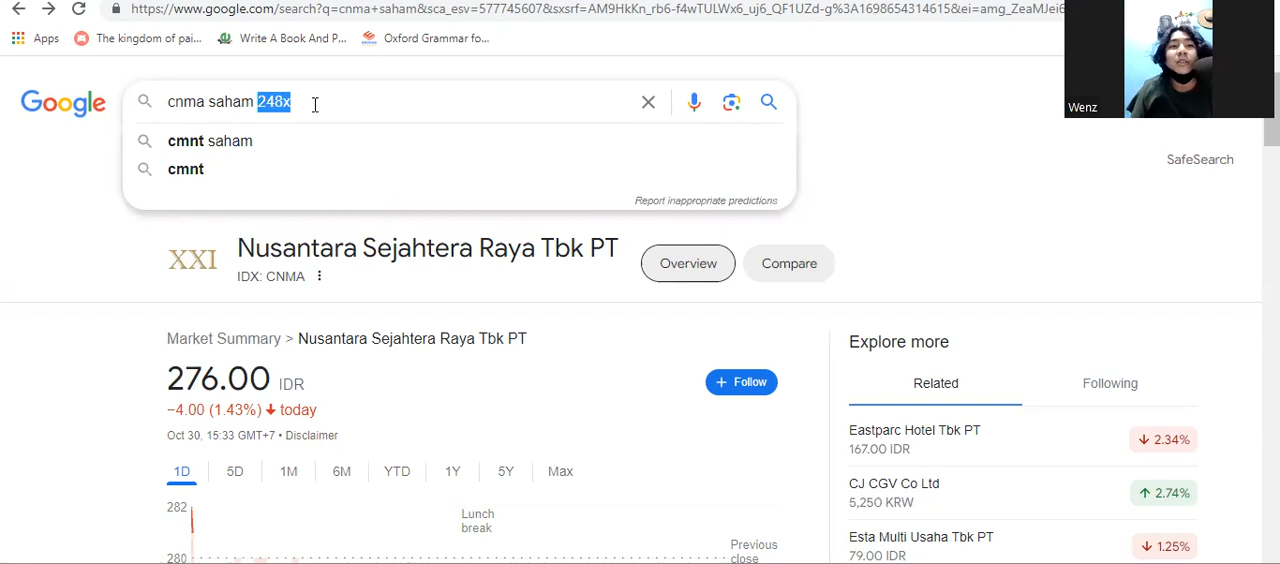 https://www.google.com/search?q=cnma+saham&sca_esv=577745607&sxsrf=AM9HkKn_rb6-f4wTULWx6_uj6_QF1UZd-g%3A1698654314615&ei=amg_ZeaMJei6
Apps
The kingdom of pai...
Write A Book And P...
Oxford Grammar fo...
Wenz
Google
cnma saham 248x
cmnt saham
cmnt
Report inappropriate predictions
SafeSearch
XXI
Nusantara Sejahtera Raya Tbk PT
IDX: CNMA
Overview
Compare
Market Summary > Nusantara Sejahtera Raya Tbk PT
276.00 IDR
+ Follow
−4.00 (1.43%) ↓ today
Oct 30, 15:33 GMT+7 • Disclaimer
1D 5D 1M 6M YTD 1Y 5Y Max
282
Lunch
break
280
Previous
close
Explore more
Related
Following
Eastparc Hotel Tbk PT
167.00 IDR
↓ 2.34%
CJ CGV Co Ltd
5,250 KRW
↑ 2.74%
Esta Multi Usaha Tbk PT
79.00 IDR
↓ 1.25%